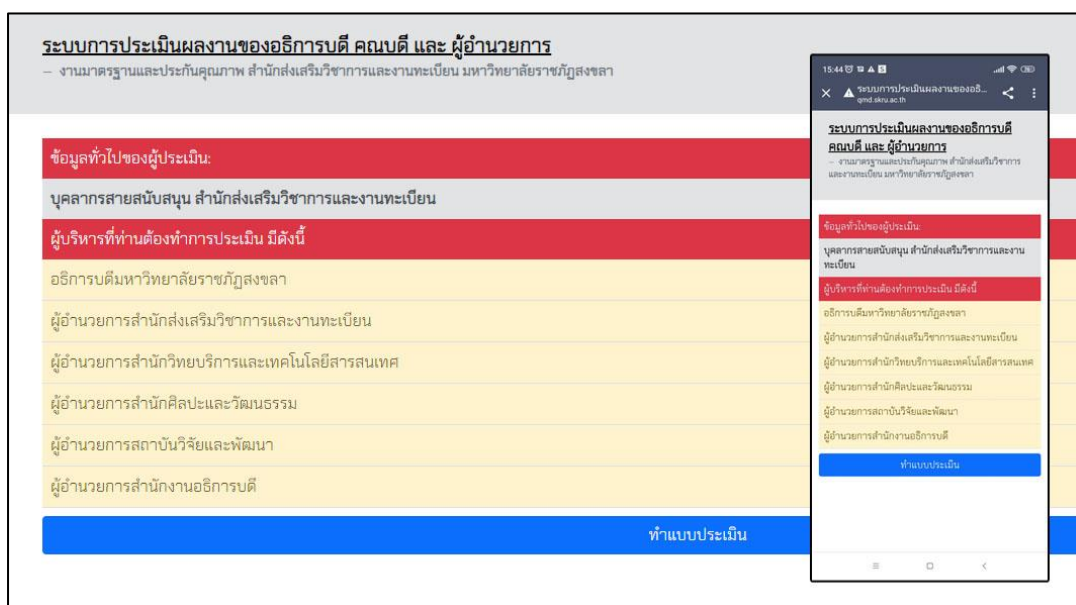 ระบบการประเมินผลงานของอธิการบดี คณบดี และ ผู้อำนวยการ
– งานมาตรฐานและประกันคุณภาพ สำนักส่งเสริมวิชาการและงานทะเบียน มหาวิทยาลัยราชภัฏสงขลา
ข้อมูลทั่วไปของผู้ประเมิน:
บุคลากรสายสนับสนุน สำนักส่งเสริมวิชาการและงานทะเบียน
ผู้บริหารที่ท่านต้องทำการประเมิน มีดังนี้
อธิการบดีมหาวิทยาลัยราชภัฏสงขลา
ผู้อำนวยการสำนักส่งเสริมวิชาการและงานทะเบียน
ผู้อำนวยการสำนักวิทยบริการและเทคโนโลยีสารสนเทศ
ผู้อำนวยการสำนักศิลปะและวัฒนธรรม
ผู้อำนวยการสถาบันวิจัยและพัฒนา
ผู้อำนวยการสำนักงานอธิการบดี
ทำแบบประเมิน
15:44
ระบบการประเมินผลงานของอธิ...
qmd.skru.ac.th
ระบบการประเมินผลงานของอธิการบดี
คณบดี และ ผู้อำนวยการ
– งานมาตรฐานและประกันคุณภาพ สำนักส่งเสริมวิชาการ
และงานทะเบียน มหาวิทยาลัยราชภัฏสงขลา
ข้อมูลทั่วไปของผู้ประเมิน:
บุคลากรสายสนับสนุน สำนักส่งเสริมวิชาการและงาน
ทะเบียน
ผู้บริหารที่ท่านต้องทำการประเมิน มีดังนี้
อธิการบดีมหาวิทยาลัยราชภัฏสงขลา
ผู้อำนวยการสำนักส่งเสริมวิชาการและงานทะเบียน
ผู้อำนวยการสำนักวิทยบริการและเทคโนโลยีสารสนเทศ
ผู้อำนวยการสำนักศิลปะและวัฒนธรรม
ผู้อำนวยการสถาบันวิจัยและพัฒนา
ผู้อำนวยการสำนักงานอธิการบดี
ทำแบบประเมิน